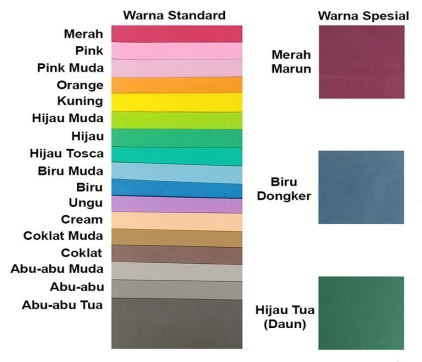 Warna Standard
Merah
Pink
Pink Muda
Orange
Kuning
Hijau Muda
Hijau
Hijau Tosca
Biru Muda
Biru
Ungu
Cream
Coklat Muda
Coklat
Abu-abu Muda
Abu-abu
Abu-abu Tua
Warna Spesial
Merah
Marun
Biru
Dongker
Hijau Tua
(Daun)